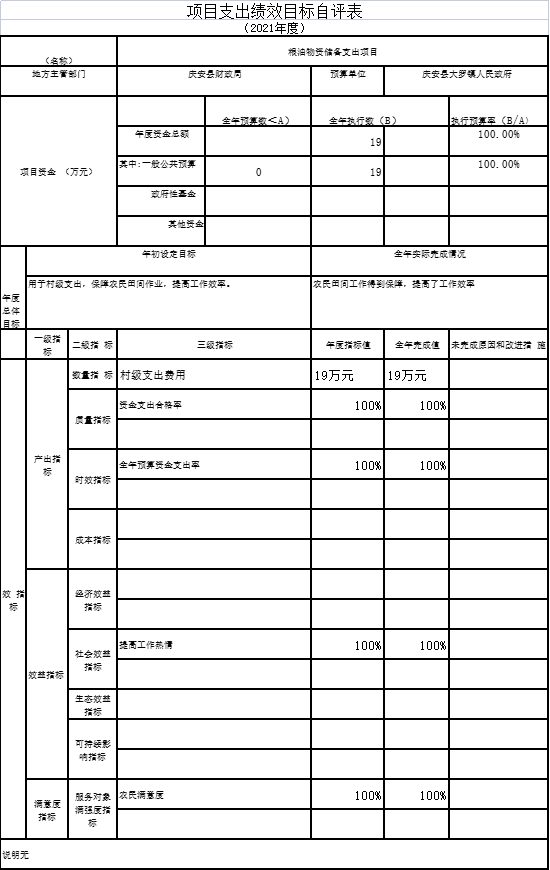 项目支出绩效目标自评表
（2021年度）
（名称）
粮油物资储备支出项目
地方主管部门
庆安县财政局
预算单位
庆安县大罗镇人民政府
项目资金 （万元）
全年预算数＜A）
全年执行数（B）
执行预算率（B/A）
年度资金总额
19
100.00%
其中:一般公共预算
0
19
100.00%
政府性基金
其他资金
年度
总体
目标
年初设定目标
全年实际完成情况
用于村级支出，保障农民田间作业，提高工作效率。
农民田间工作得到保障，提高了工作效率
一级指
标
二级指 标
三级指标
年度指标值
全年完成值
未完成原因和改进措 施
效 指
标
产出指
标
数量指 标
村级支出费用
19万元
19万元
质量指标
资金支出合格率
100%
100%
时效指标
全年预算资金支出率
100%
100%
成本指标
效益指标
经济效益
指标
社会效益
指标
提高工作热情
100%
100%
生态效益
指标
可持续影
响指标
满意度
指标
服务对象
满强度指
标
农民满意度
100%
100%
说明无